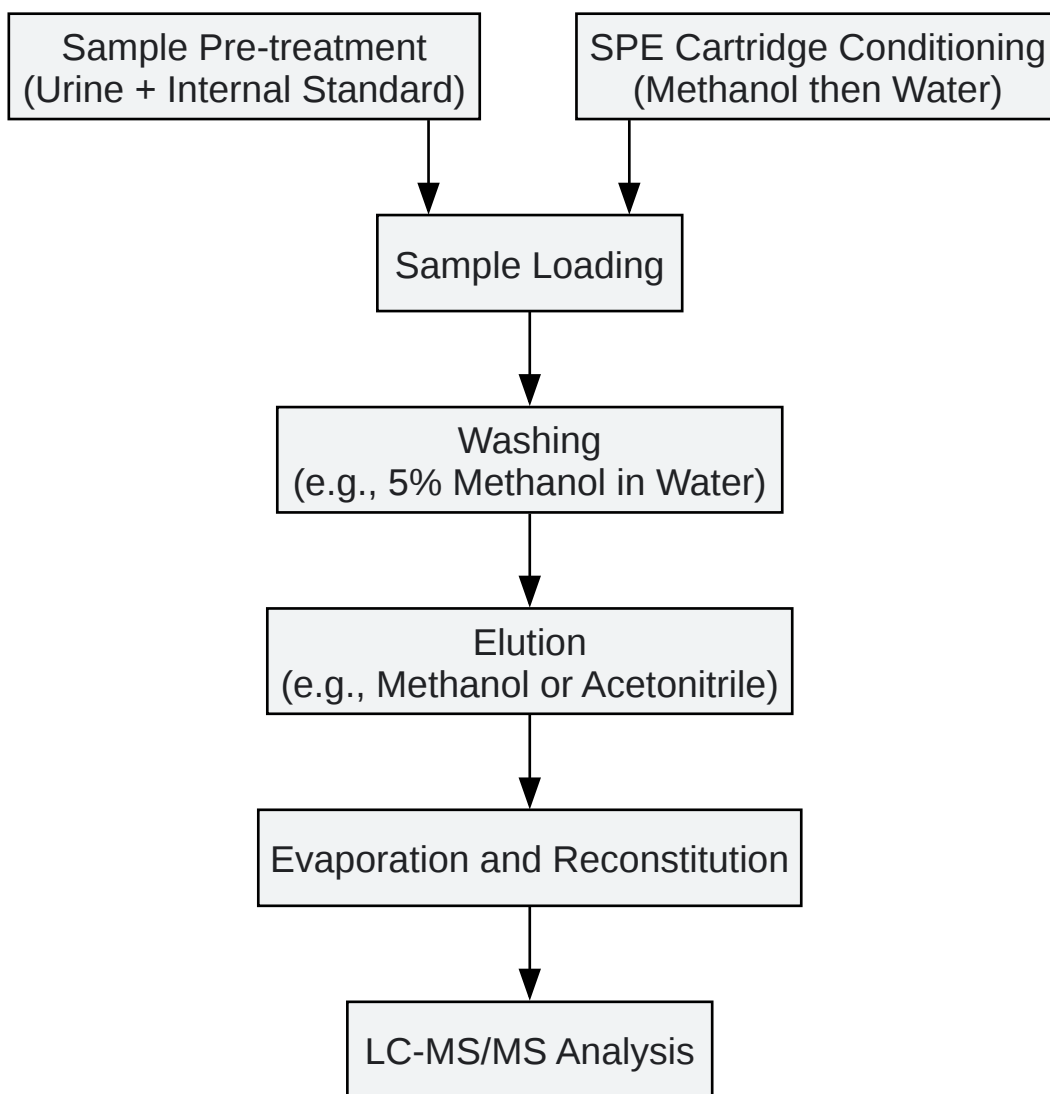 Sample Pre-treatment
(Urine + Internal Standard)
SPE Cartridge Conditioning
(Methanol then Water)
Sample Loading
Washing
(e.g., 5% Methanol in Water)
Elution
(e.g., Methanol or Acetonitrile)
Evaporation and Reconstitution
LC-MS/MS Analysis